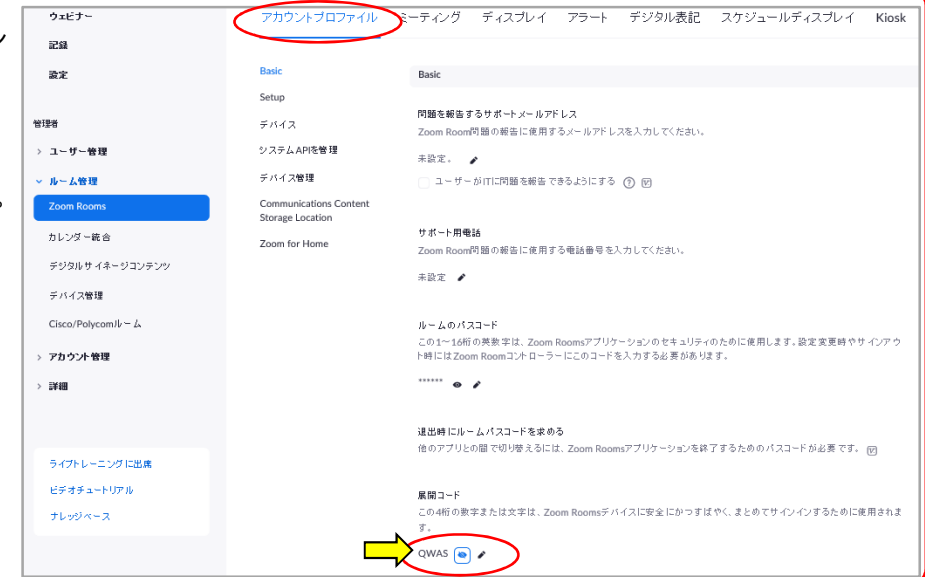 ウェビナー
記録
設定
管理者
ユーザー管理
ルーム管理
Zoom Rooms
カレンダー統合
デジタルサイネージコンテンツ
デバイス管理
Cisco/Polycomルーム
アカウント管理
詳細
ライブトレーニングに出席
ビデオチュートリアル
ナレッジベース
アカウントプロファイル ミーティング ディスプレイ アラート デジタル表記 スケジュールディスプレイ Kiosk
Basic
Setup
デバイス
システムAPIを管理
デバイス管理
Communications Content
Storage Location
Zoom for Home
Basic
問題を報告するサポートメールアドレス
Zoom Room問題の報告に使用するメールアドレスを入力してください。
未設定。
ユーザーがITに問題を報告できるようにする
サポート用電話
Zoom Room問題の報告に使用する電話番号を入力してください。
未設定
ルームのパスコード
この1～16桁の英数字は、Zoom Roomsアプリケーションのセキュリティのために使用します。設定変更時やサインアウ
ト時にはZoom Roomコントローラーにこのコードを入力する必要があります。
******
退出時にルームパスコードを求める
他のアプリとの間で切り替えるには、Zoom Roomsアプリケーションを終了するためのパスコードが必要です。
展開コード
この4桁の数字または文字は、Zoom Roomsデバイスに安全にかつすばやく、まとめてサインインするために使用されま
す。
QWAS